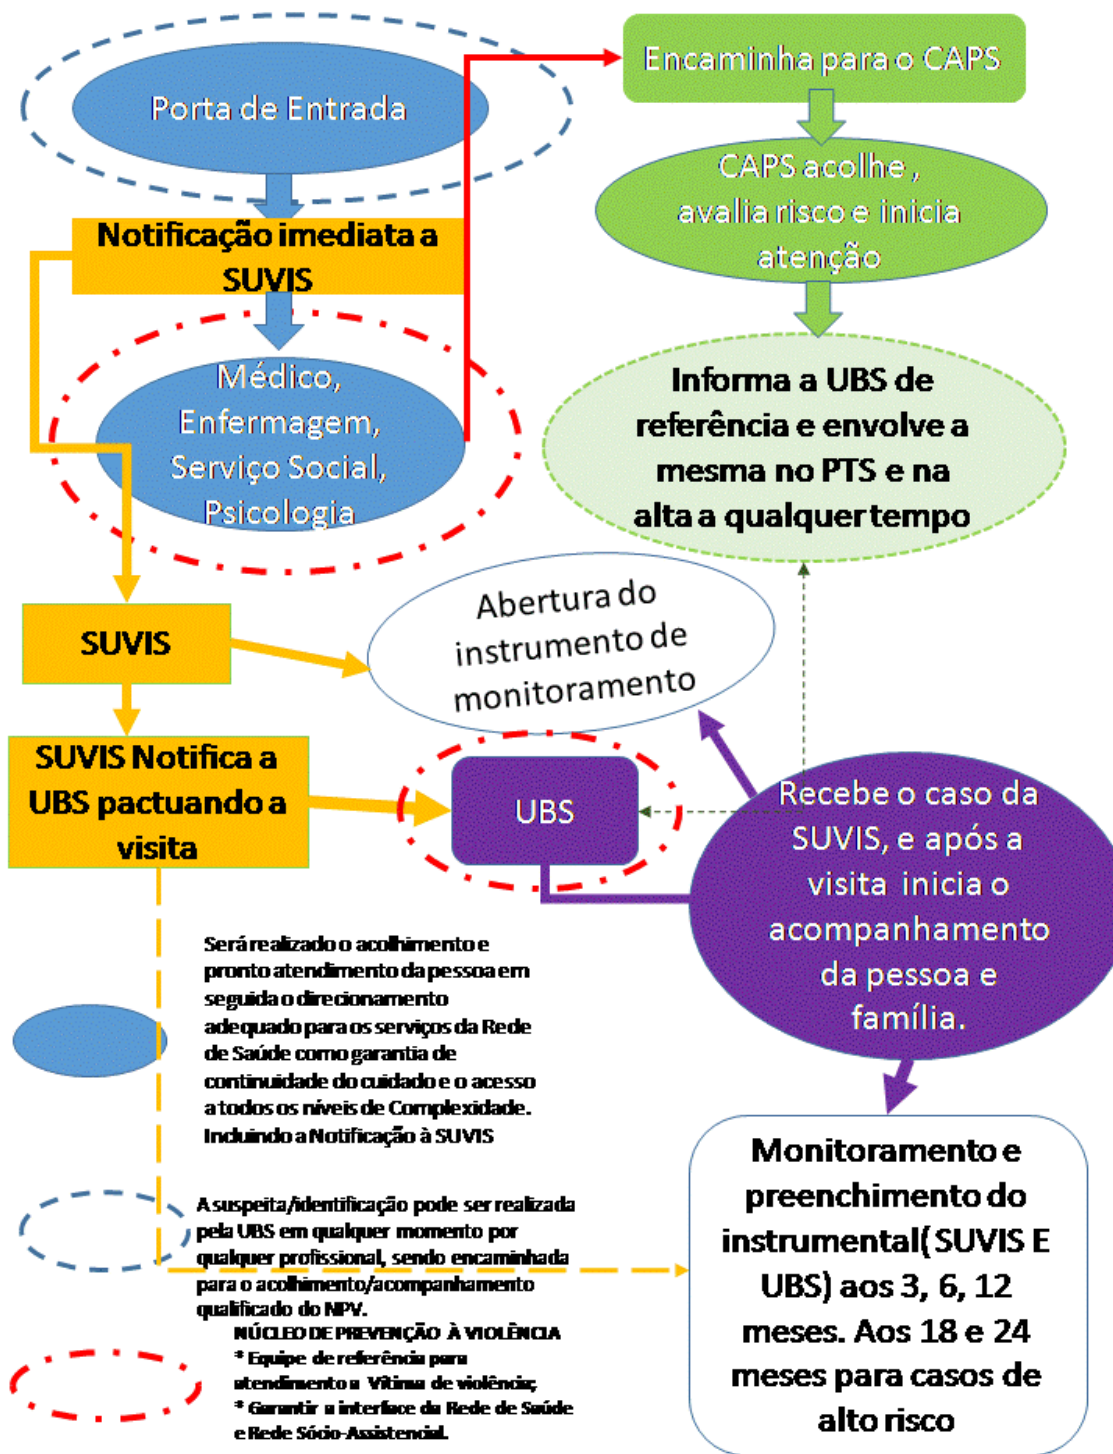 Porta de Entrada
Notificação imediata a
SUVIS
Médico,
Enfermagem,
Serviço Social,
Psicologia
Encaminha para o CAPS
CAPS acolhe ,
avalia risco e inicia
atenção
Informa a UBS de
referência e envolve a
mesma no PTS e na
alta a qualquer tempo
SUVIS
Abertura do
instrumento de
monitoramento
SUVIS Notifica a
UBS pactuando a
visita
UBS
Recebe o caso da
SUVIS, e após a
visita inicia o
acompanhamento
da pessoa e
família.
Será realizado o acolhimento e
pronto atendimento da pessoa em
seguida o direcionamento
adequado para os serviços da Rede
de Saúde como garantia de
continuidade do cuidado e o acesso
a todos os níveis de Complexidade.
Incluindo a Notificação à SUVIS
A suspeita/identificação pode ser realizada
pela UBS em qualquer momento por
qualquer profissional, sendo encaminhada
para o acolhimento/acompanhamento
qualificado do NPV.
NÚCLEO DE PREVENÇÃO À VIOLÊNCIA
* Equipe de referência para
atendimento a Vítima de violência;
* Garantir a interface da Rede de Saúde
e Rede Sócio-Assistencial.
Monitoramento e
preenchimento do
instrumental( SUVIS E
UBS) aos 3, 6, 12
meses. Aos 18 e 24
meses para casos de
alto risco